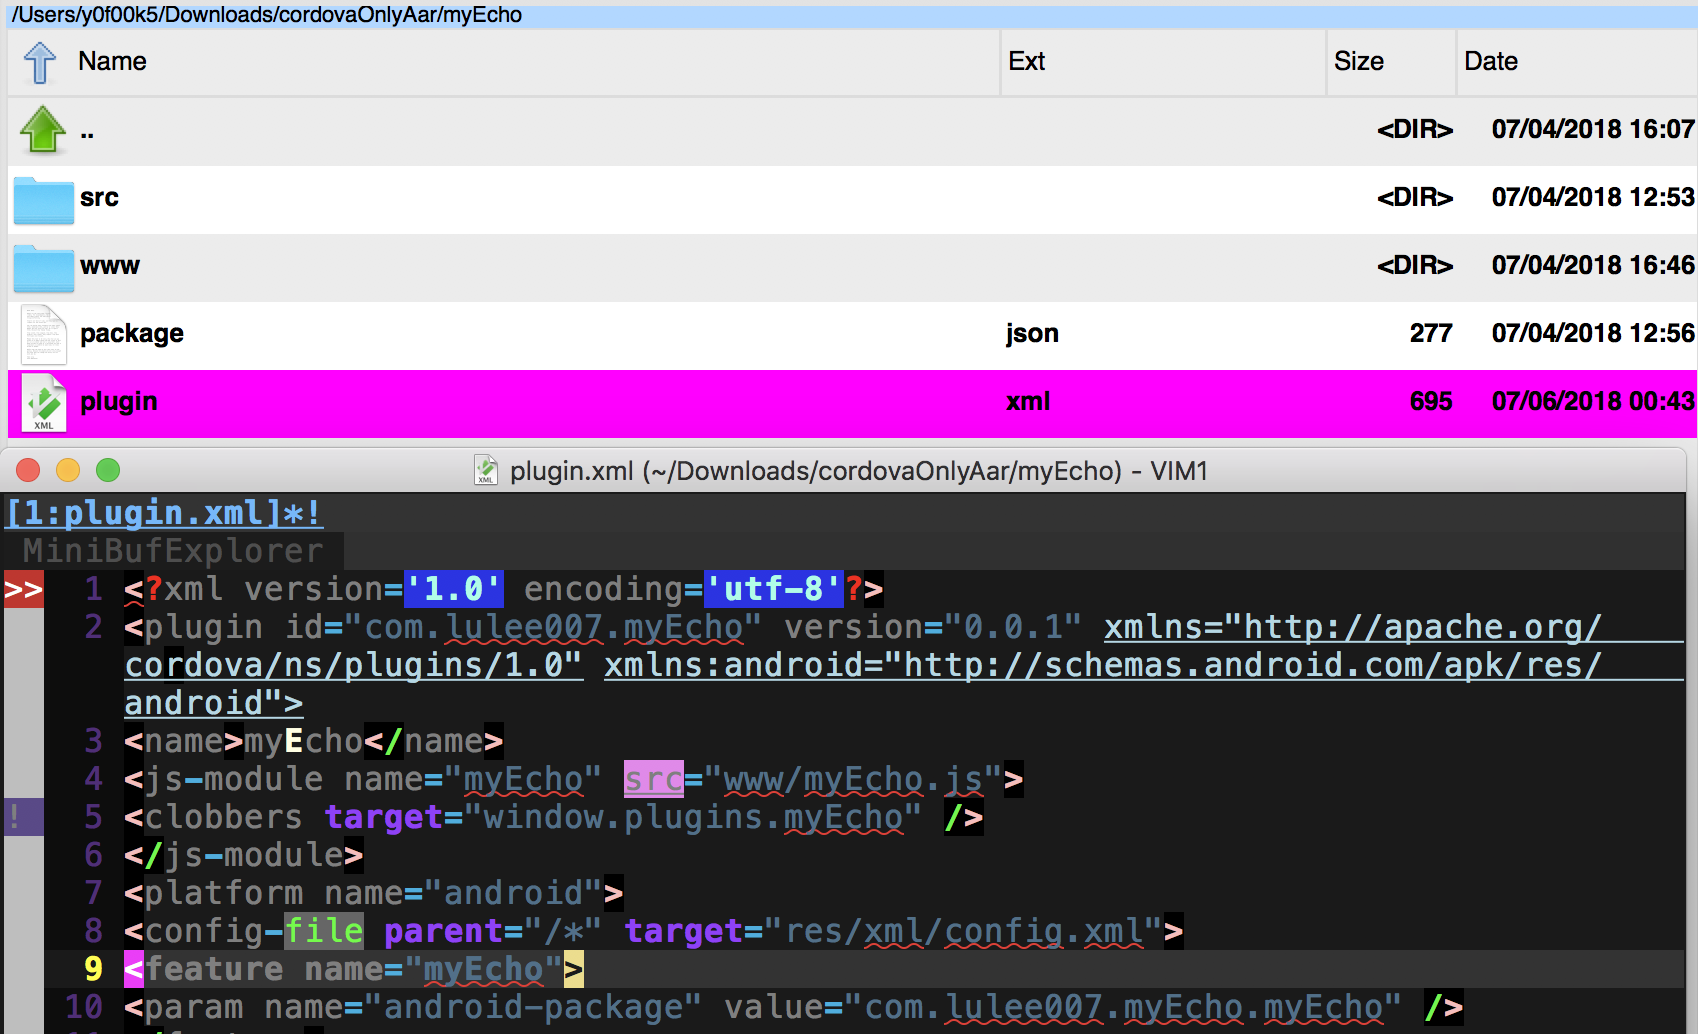 /Users/y0f00k5/Downloads/cordovaOnlyAar/myEcho
Name Ext Size Date
.. <DIR> 07/04/2018 16:07
src <DIR> 07/04/2018 12:53
www <DIR> 07/04/2018 16:46
package json 277 07/04/2018 12:56
XML plugin xml 695 07/06/2018 00:43
XML plugin.xml (~/Downloads/cordovaOnlyAar/myEcho) - VIM1
[1:plugin.xml]*!
MiniBufExplorer
>> 1 <?xml version='1.0' encoding='utf-8'?>
2 <plugin id="com.lulee007.myEcho" version="0.0.1" xmlns="http://apache.org/
cordova/ns/plugins/1.0" xmlns:android="http://schemas.android.com/apk/res/
android">
3 <name>myEcho</name>
4 <js-module name="myEcho" src="www/myEcho.js">
! 5 <clobbers target="window.plugins.myEcho" />
6 </js-module>
7 <platform name="android">
8 <config-file parent="/*" target="res/xml/config.xml">
9 <feature name="myEcho">
10 <param name="android-package" value="com.lulee007.myEcho.myEcho" />